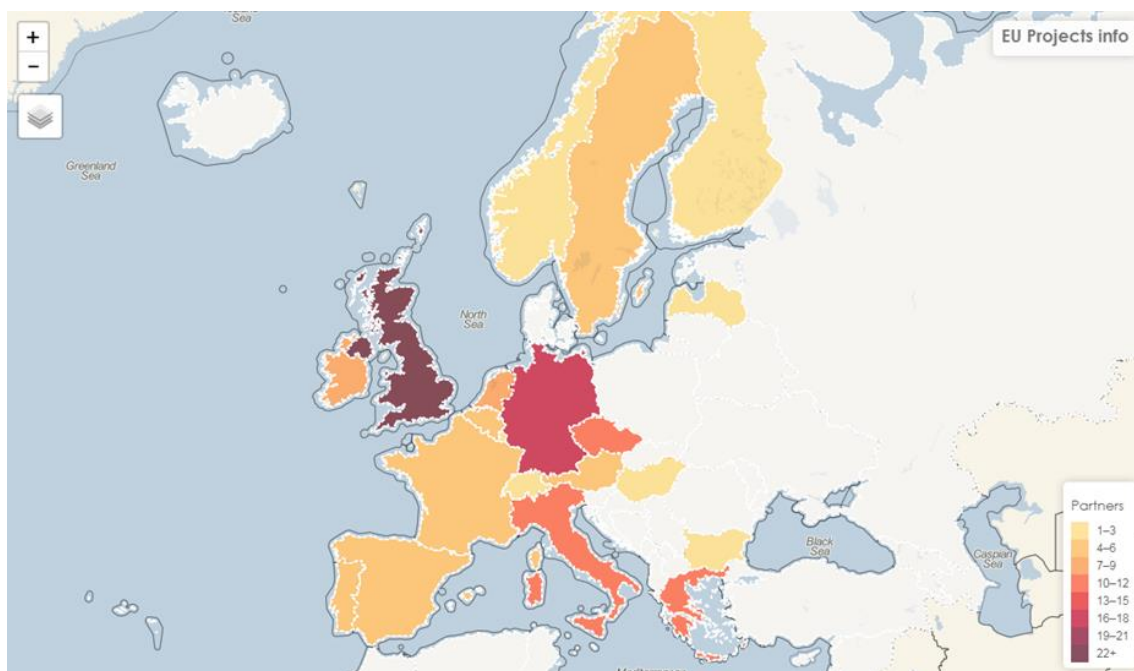 +
EU Projects info
−
Greenland
Sea
North
Sea
Black
Sea
Caspian
Sea
Partners
1–3
4–6
7–9
10–12
13–15
16–18
19–21
22+